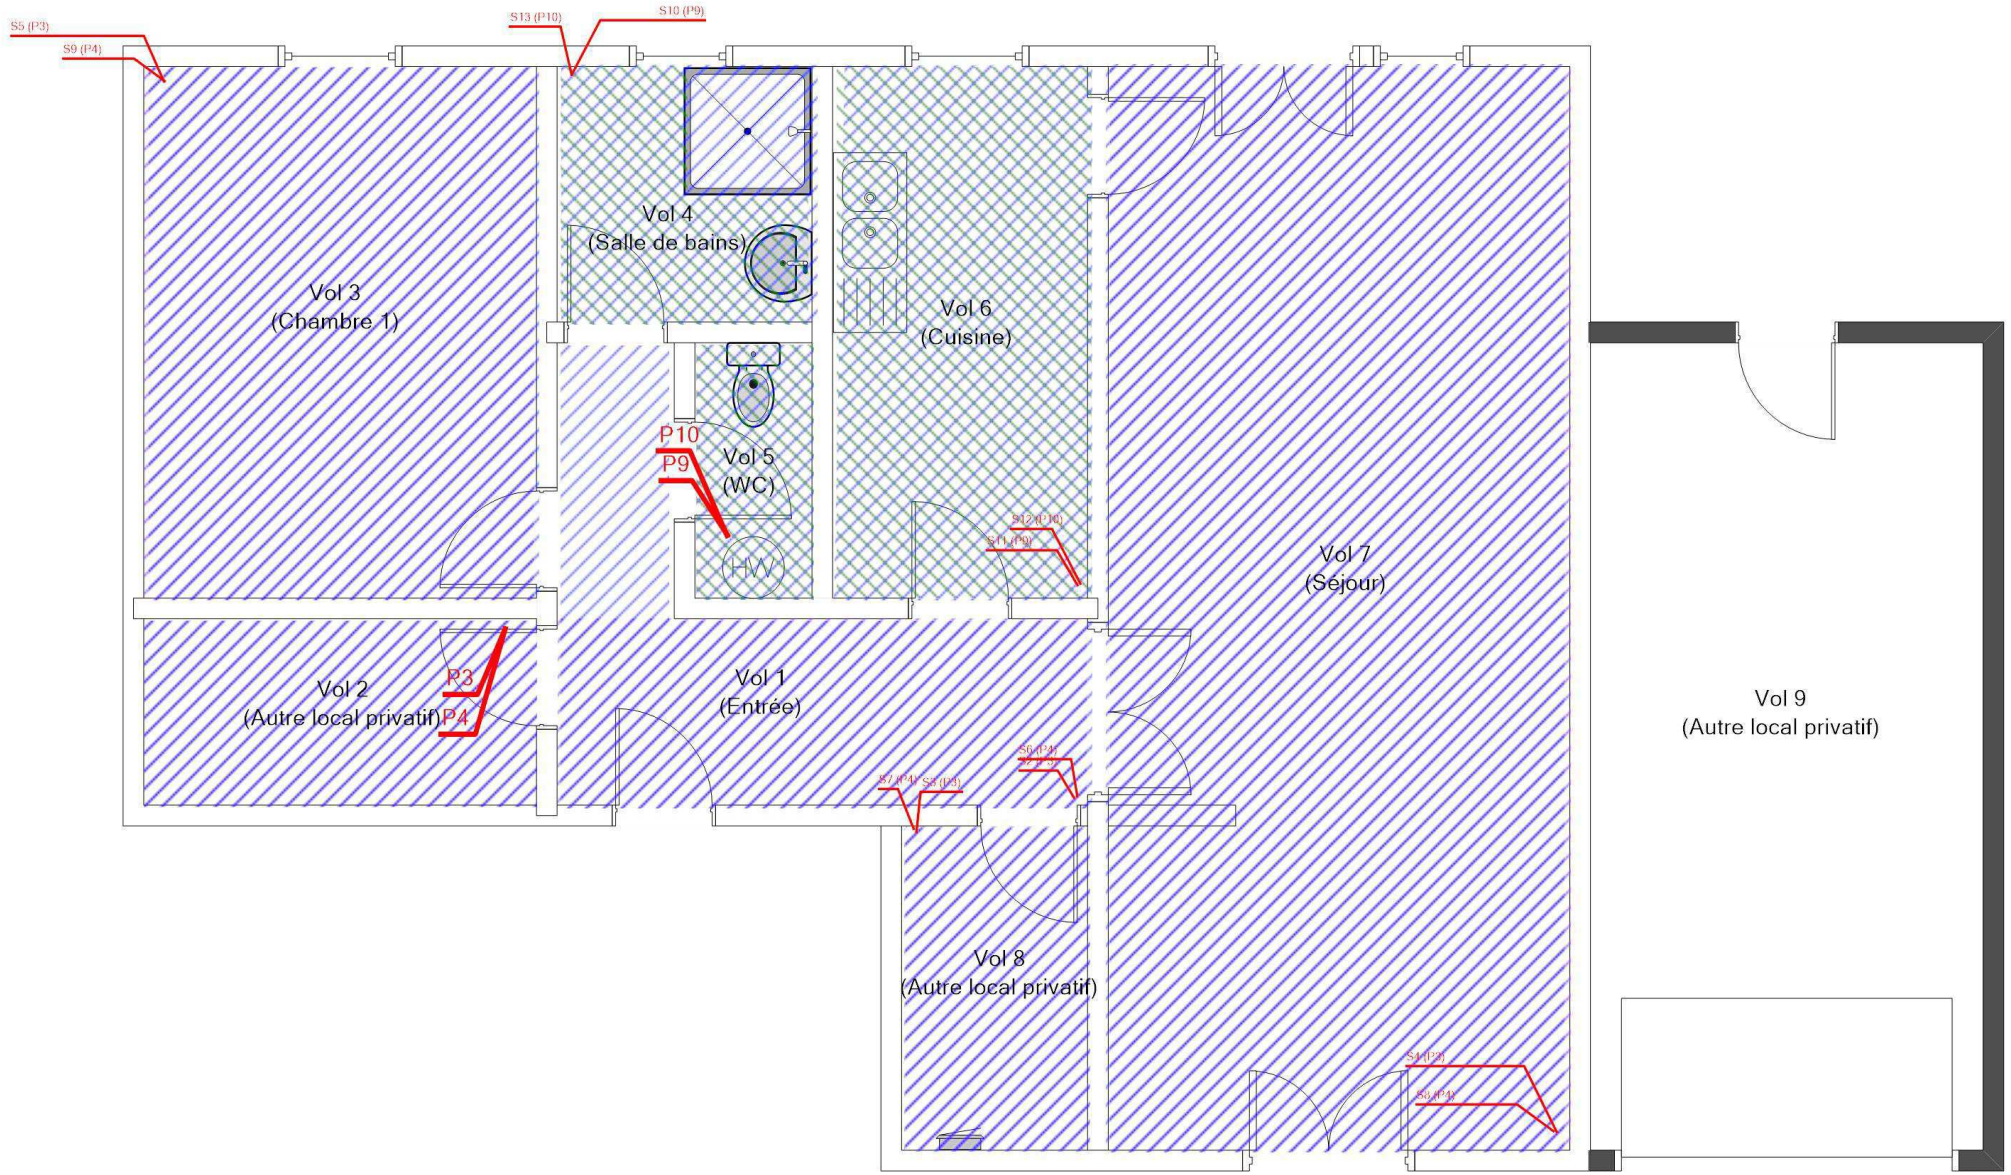 S5 (P3)
S9 (P4)
S13 (P10)
S10 (P9)
Vol 4
(Salle de bains)
Vol 3
(Chambre 1)
Vol 6
(Cuisine)
P10
P9
Vol 5
(WC)
HW
S12 (P10)
S11 (P9)
Vol 7
(Séjour)
Vol 2
(Autre local privatif)
P3
P4
Vol 1
(Entrée)
Vol 9
(Autre local privatif)
S6 (P4)
S7 (P4)
S3 (P3)
Vol 8
(Autre local privatif)
S4 (P3)
S8 (P4)